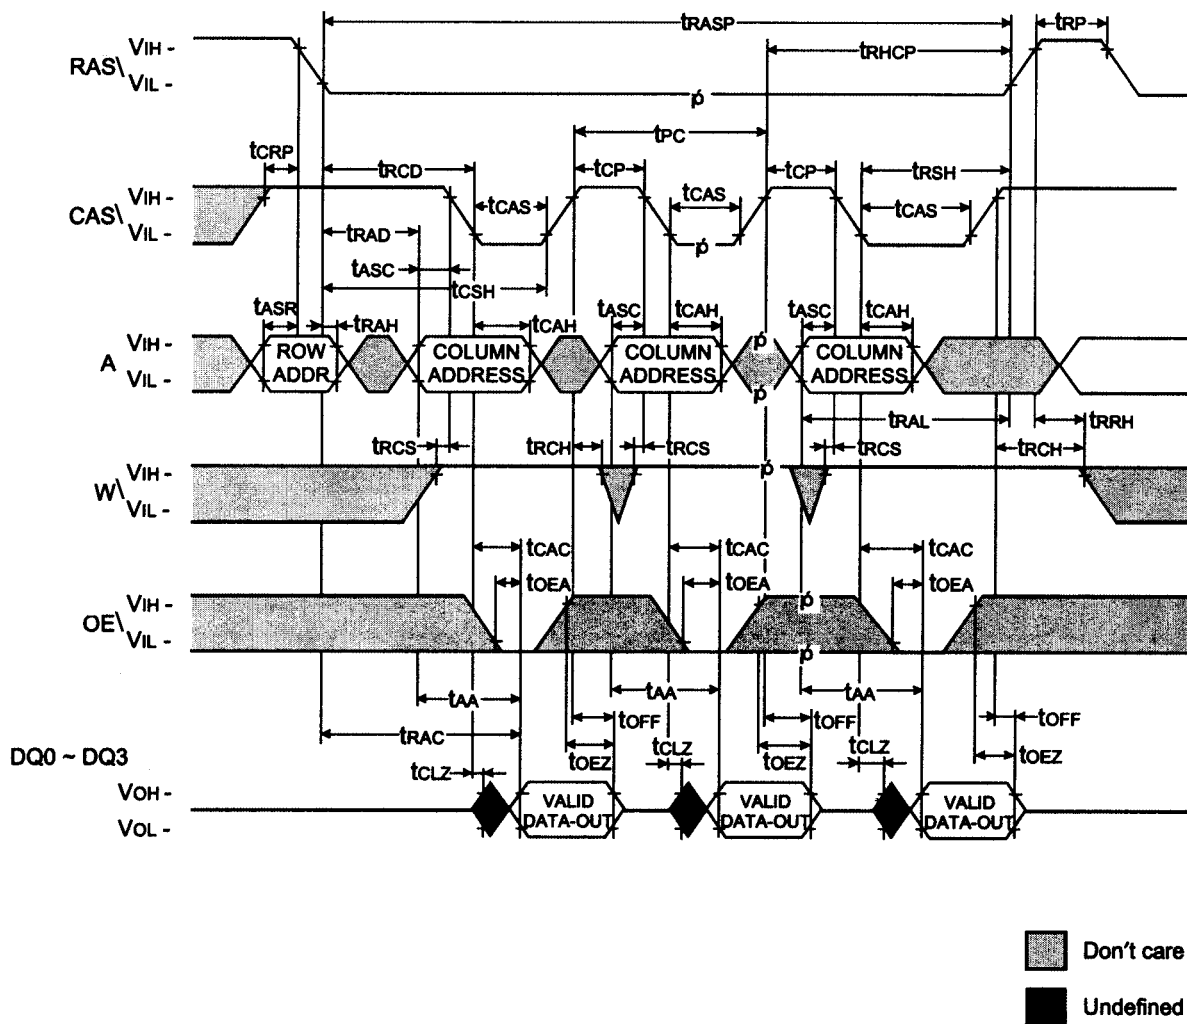 tRASP tRP
VIH -
RAS\
VIL -
tRHCP
tPC
tCRP tRCD tCP tCP tRSH
VIH -
CAS\
VIL -
tCAS tCAS tCAS
tRAD
tASC
tCSH
tASR tRAH tCAH tASC tCAH tASC tCAH
VIH -
A
VIL -
ROW ADDR
COLUMN ADDRESS
COLUMN ADDRESS
COLUMN ADDRESS
tRAL tRRH
tRCS tRCH tRCS tRCS tRCH
VIH -
W\
VIL -
tCAC tCAC tCAC
tOEA tOEA tOEA
VIH -
OE\
VIL -
tAA tAA tAA
tRAC tOFF tOFF tOFF
DQ0 ~ DQ3
tCLZ tOEZ tCLZ tOEZ tCLZ tOEZ
VOH -
VOL -
VALID DATA-OUT
VALID DATA-OUT
VALID DATA-OUT
Don't care
Undefined